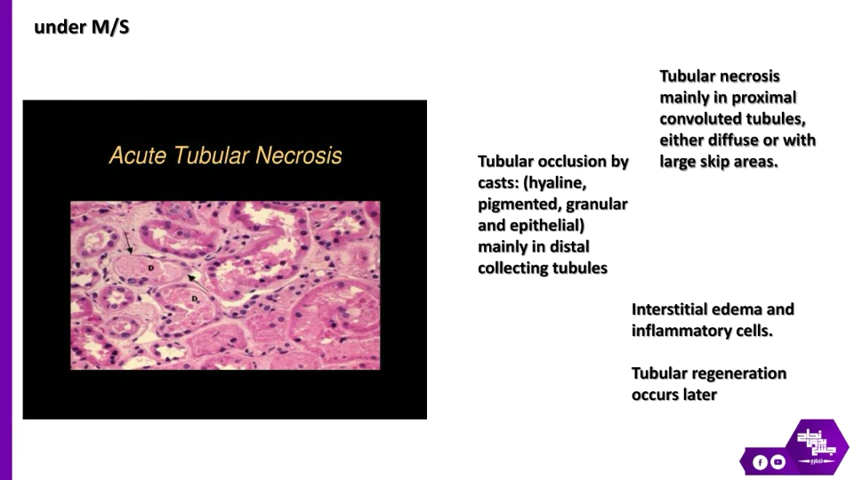 under M/S
Acute Tubular Necrosis
D
D
Tubular necrosis
mainly in proximal
convoluted tubules,
either diffuse or with
large skip areas.
Tubular occlusion by
casts: (hyaline,
pigmented, granular
and epithelial)
mainly in distal
collecting tubules
Interstitial edema and
inflammatory cells.
Tubular regeneration
occurs later